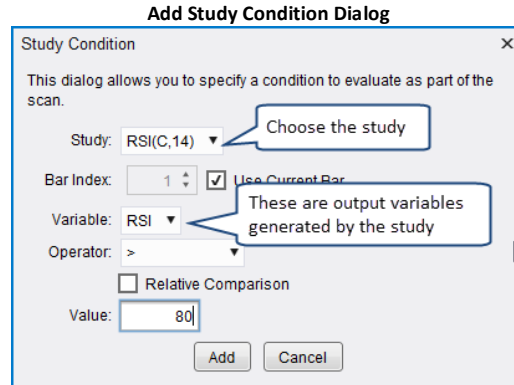 Add Study Condition Dialog
Study Condition
This dialog allows you to specify a condition to evaluate as part of the
scan.
Study: RSI(C,14)
Choose the study
Bar Index: 1 Use Current Bar
These are output variables
generated by the study
Variable: RSI
Operator: >
Relative Comparison
Value: 80
Add Cancel